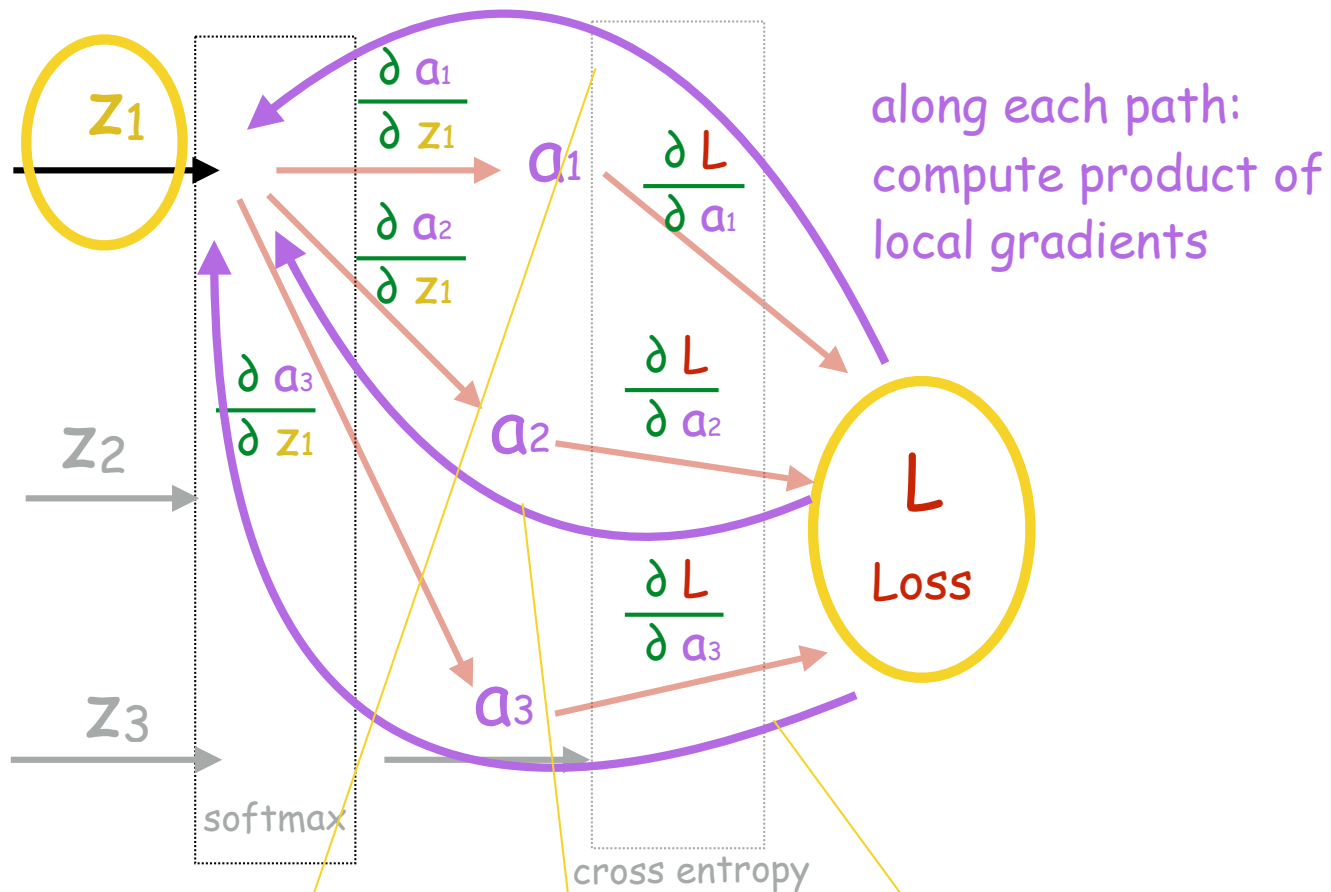 z1
∂ a1
∂ z1
a1
∂ L
∂ a1
along each path:
compute product of
local gradients
∂ a2
∂ z1
∂ a3
∂ z1
z2
a2
∂ L
∂ a2
L
Loss
∂ L
∂ a3
z3
a3
softmax
cross entropy